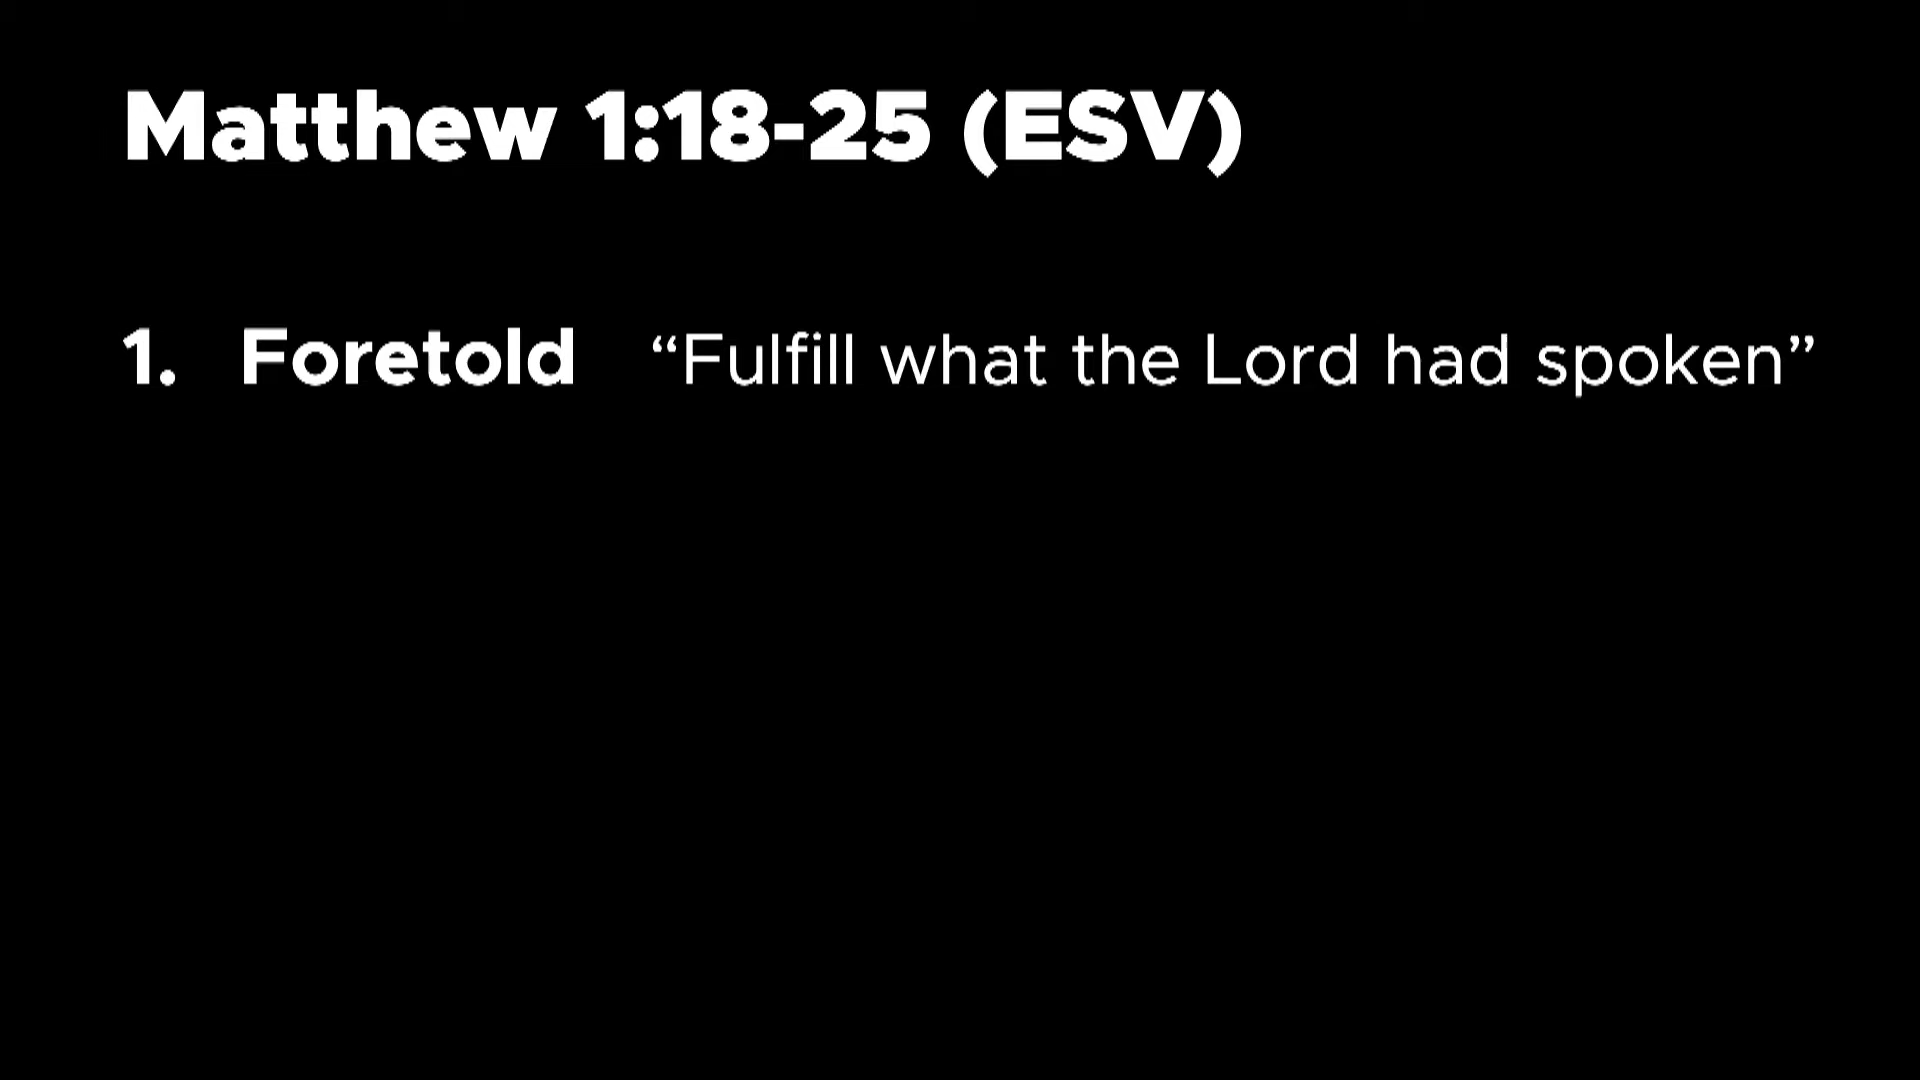 Matthew 1:18-25 (ESV)
1. Foretold “Fulfill what the Lord had spoken”